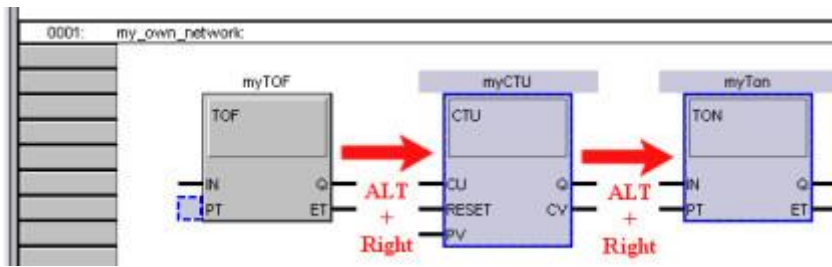 0001: my_own_network:
myTOF myCTU myTon
TOF CTU TON
IN Q CU Q IN Q
PT ET RESET CV PT ET
PV
ALT ALT
+ +
Right Right